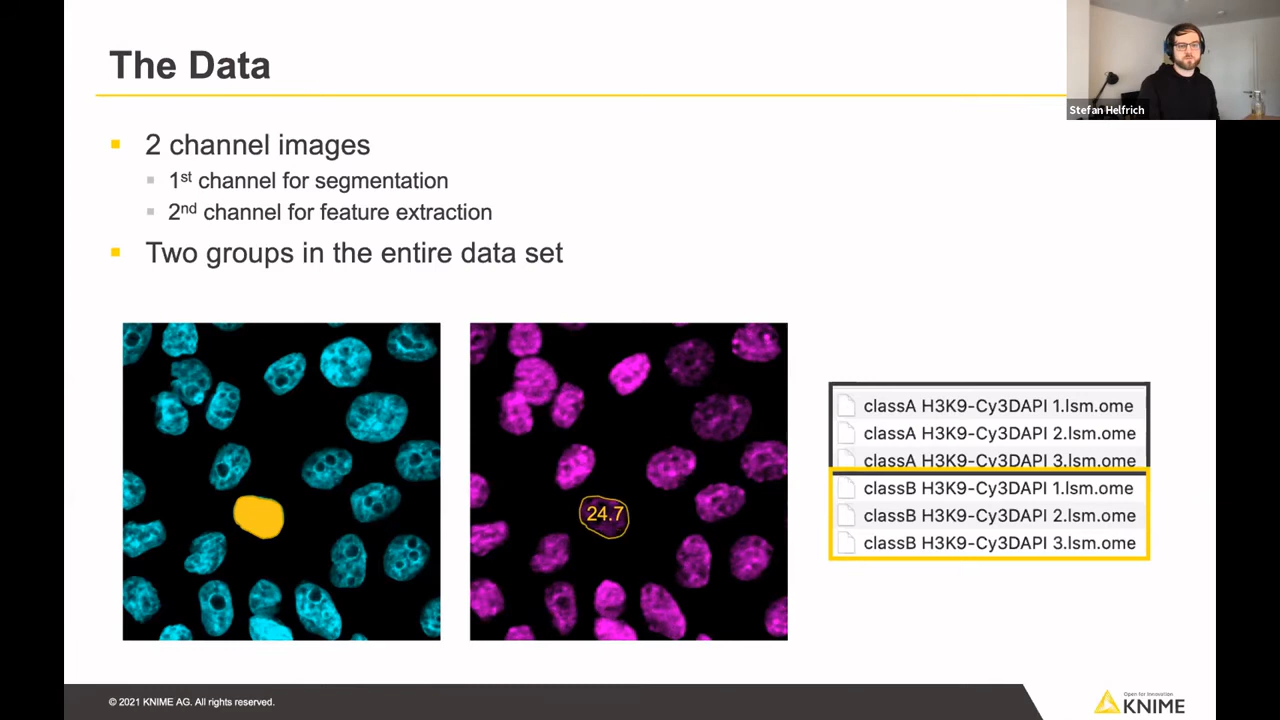 The Data
Stefan Helfrich
2 channel images
1st channel for segmentation
2nd channel for feature extraction
Two groups in the entire data set
24.7
classA H3K9-Cy3DAPI 1.lsm.ome
classA H3K9-Cy3DAPI 2.lsm.ome
classA H3K9-Cy3DAPI 3.lsm.ome
classB H3K9-Cy3DAPI 1.lsm.ome
classB H3K9-Cy3DAPI 2.lsm.ome
classB H3K9-Cy3DAPI 3.lsm.ome
© 2021 KNIME AG. All rights reserved.
Open for Innovation
KNIME